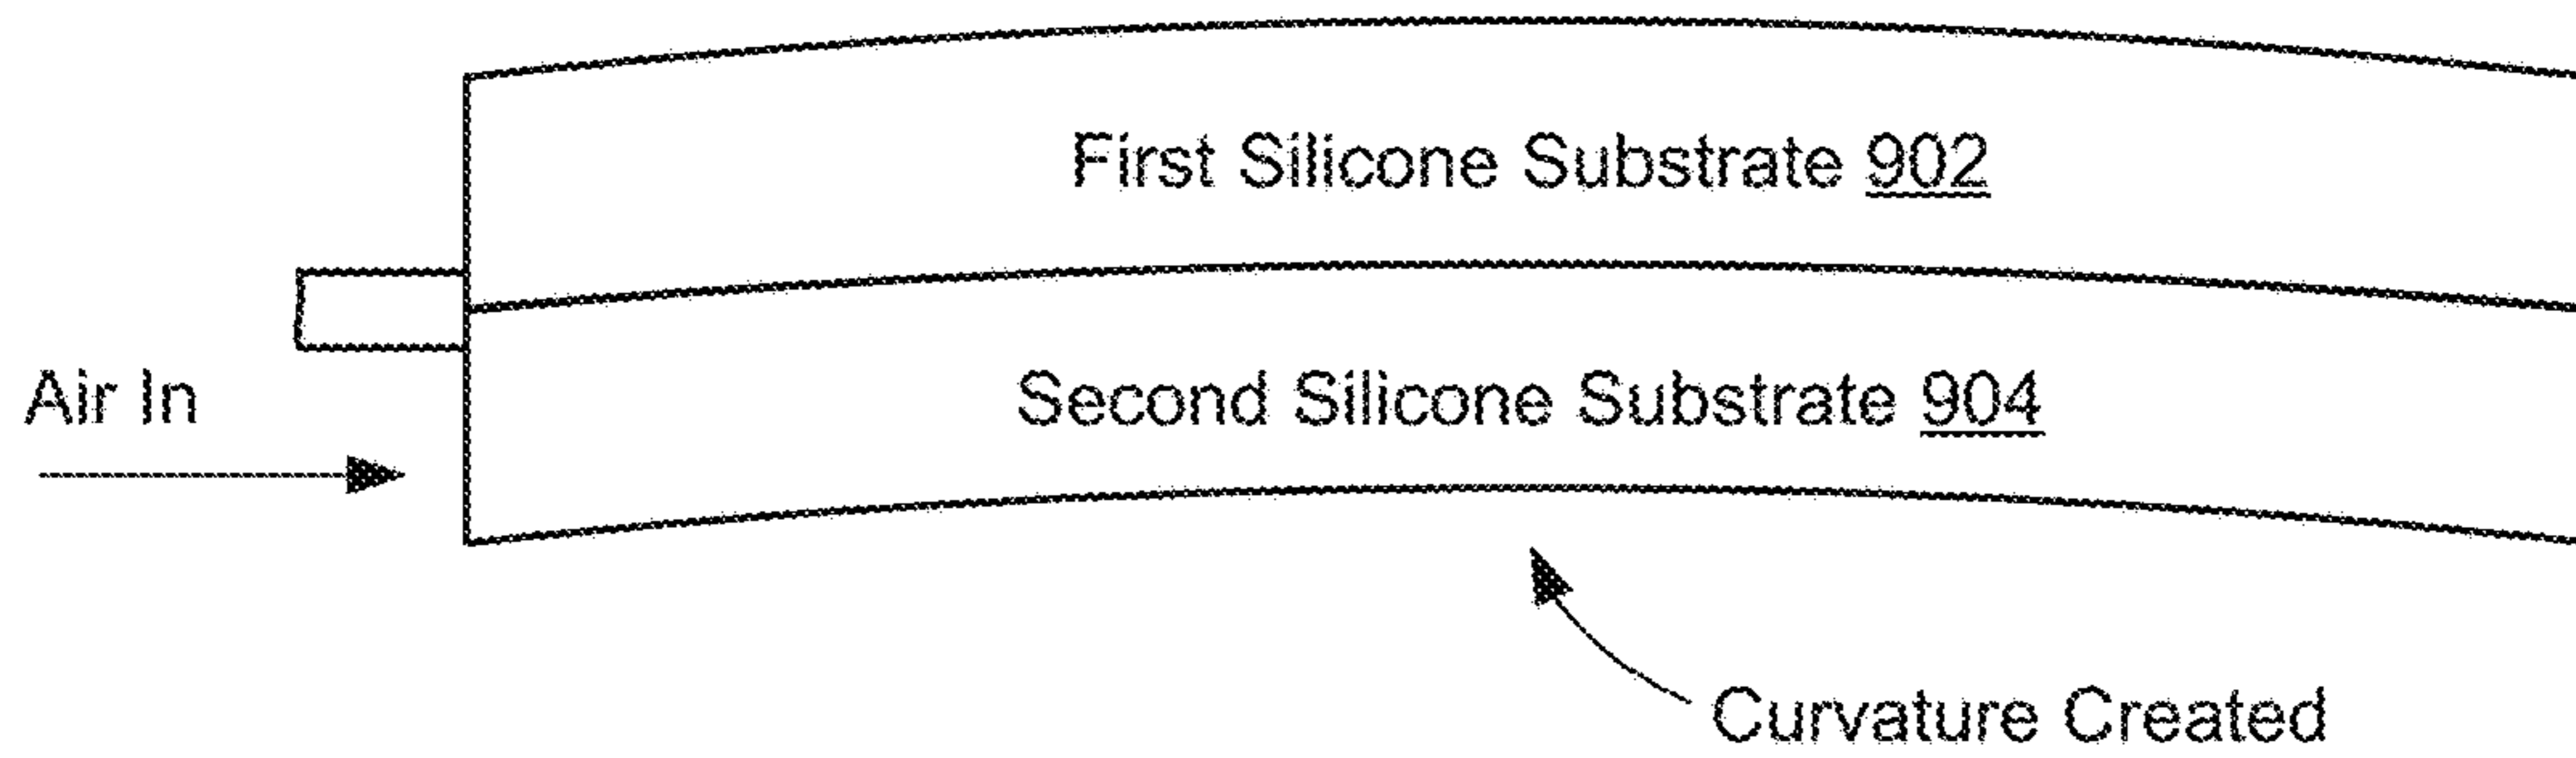 First Silicone Substrate 902
Second Silicone Substrate 904
Air In
Curvature Created